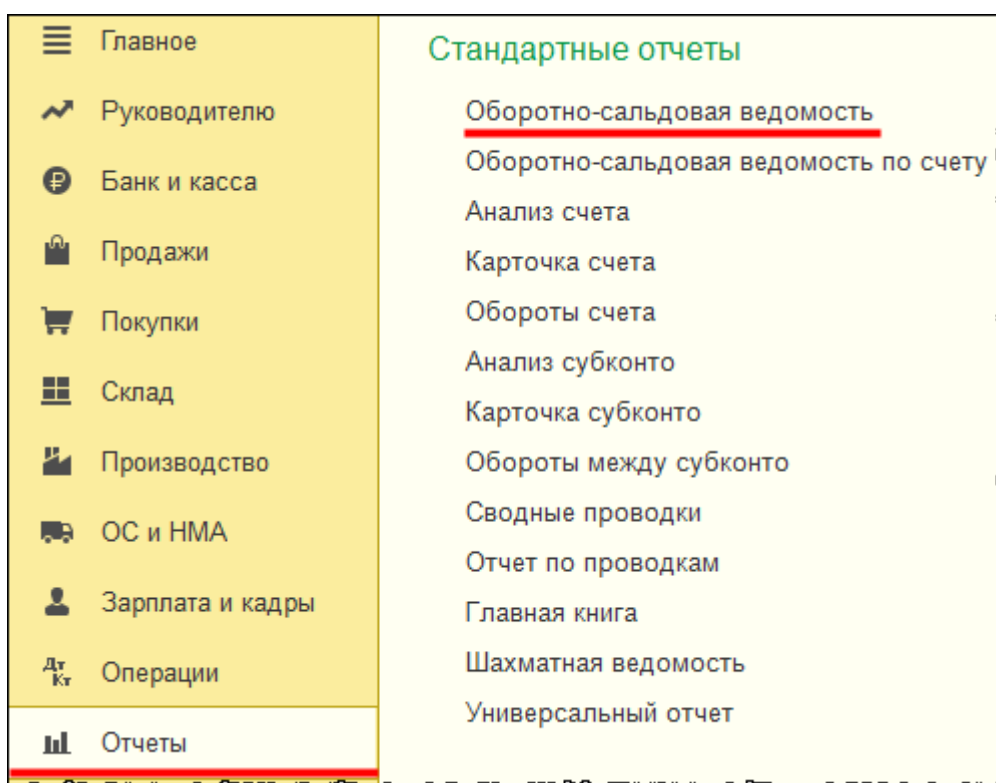 Главное
Руководителю
Банк и касса
Продажи
Покупки
Склад
Производство
ОС и НМА
Зарплата и кадры
Дт Кт Операции
Отчеты
Стандартные отчеты
Оборотно-сальдовая ведомость
Оборотно-сальдовая ведомость по счету
Анализ счета
Карточка счета
Обороты счета
Анализ субконто
Карточка субконто
Обороты между субконто
Сводные проводки
Отчет по проводкам
Главная книга
Шахматная ведомость
Универсальный отчет